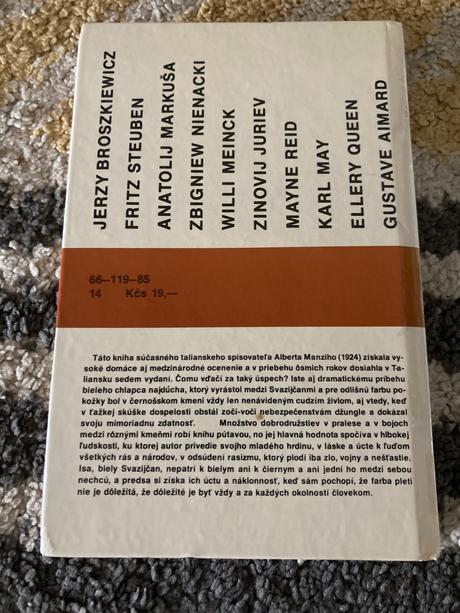 JERZY BROSZKIEWICZ
FRITZ STEUBEN
ANATOLIJ MARKUŠA
ZBIGNIEW NIENACKI
WILLI MEINCK
ZINOVIJ JURIEV
MAYNE REID
KARL MAY
ELLERY QUEEN
GUSTAVE AIMARD
66—119—85
14 Kčs 19,—
Táto kniha súčasného talianskeho spisovateľa Alberta Manziho (1924) získala vy-
soké domáce aj medzinárodné ocenenie a v priebehu ôsmich rokov dosiahla v Ta-
liansku sedem vydaní. Čomu vďačí za taký úspech? Iste aj dramatickému príbehu
bieleho chlapca najdúcha, ktorý vyrástol medzi Svazijčanmi a pre odlišnú farbu po-
kožky bol v černošskom kmeni vždy len nenávideným cudzím živlom, aj vtedy, keď
v ťažkej skúške dospelosti obstál zoči-voči nebezpečenstvám džungle a dokázal
svoju mimoriadnu zdatnosť. Množstvo dobrodružstiev v pralese a v bojoch
medzi rôznymi kmeňmi robí knihu pútavou, no jej hlavná hodnota spočíva v hlbokej
ľudskosti, ku ktorej autor privedie svojho mladého hrdinu, v láske a úcte k ľuďom
všetkých rás a národov, v odsúdení rasizmu, ktorý plodí iba zlo, vojny a nešťastie.
Isa, biely Svazijčan, nepatrí k bielym ani k čiernym a ani jedni ho medzi sebou
nechcú, a predsa si získa ich úctu a náklonnosť, keď sám pochopí, že farba pleti
nie je dôležitá, že dôležité je byť vždy a za každých okolností človekom.